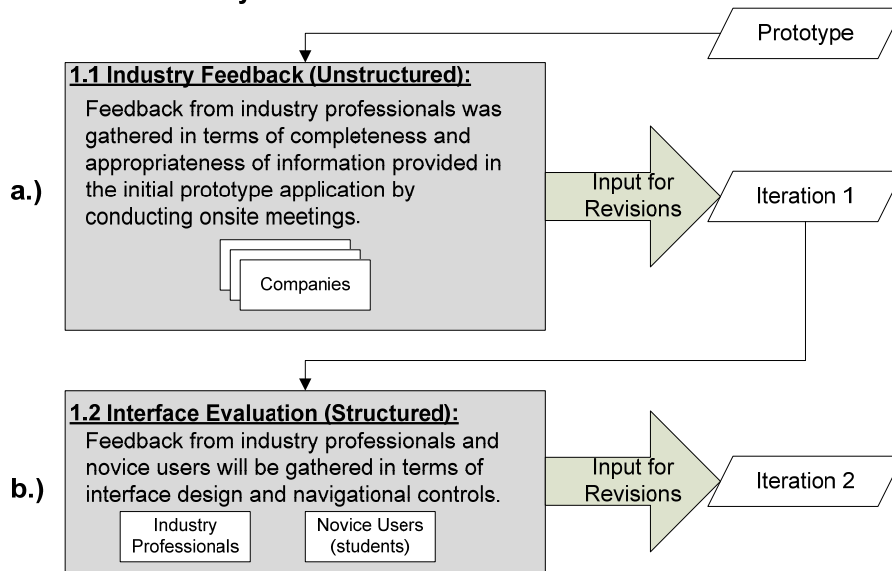 Prototype
1.1 Industry Feedback (Unstructured):
Feedback from industry professionals was
gathered in terms of completeness and
appropriateness of information provided in
the initial prototype application by
conducting onsite meetings.
Companies
a.)
Input for
Revisions
Iteration 1
1.2 Interface Evaluation (Structured):
Feedback from industry professionals and
novice users will be gathered in terms of
interface design and navigational controls.
Industry
Professionals
Novice Users
(students)
b.)
Input for
Revisions
Iteration 2